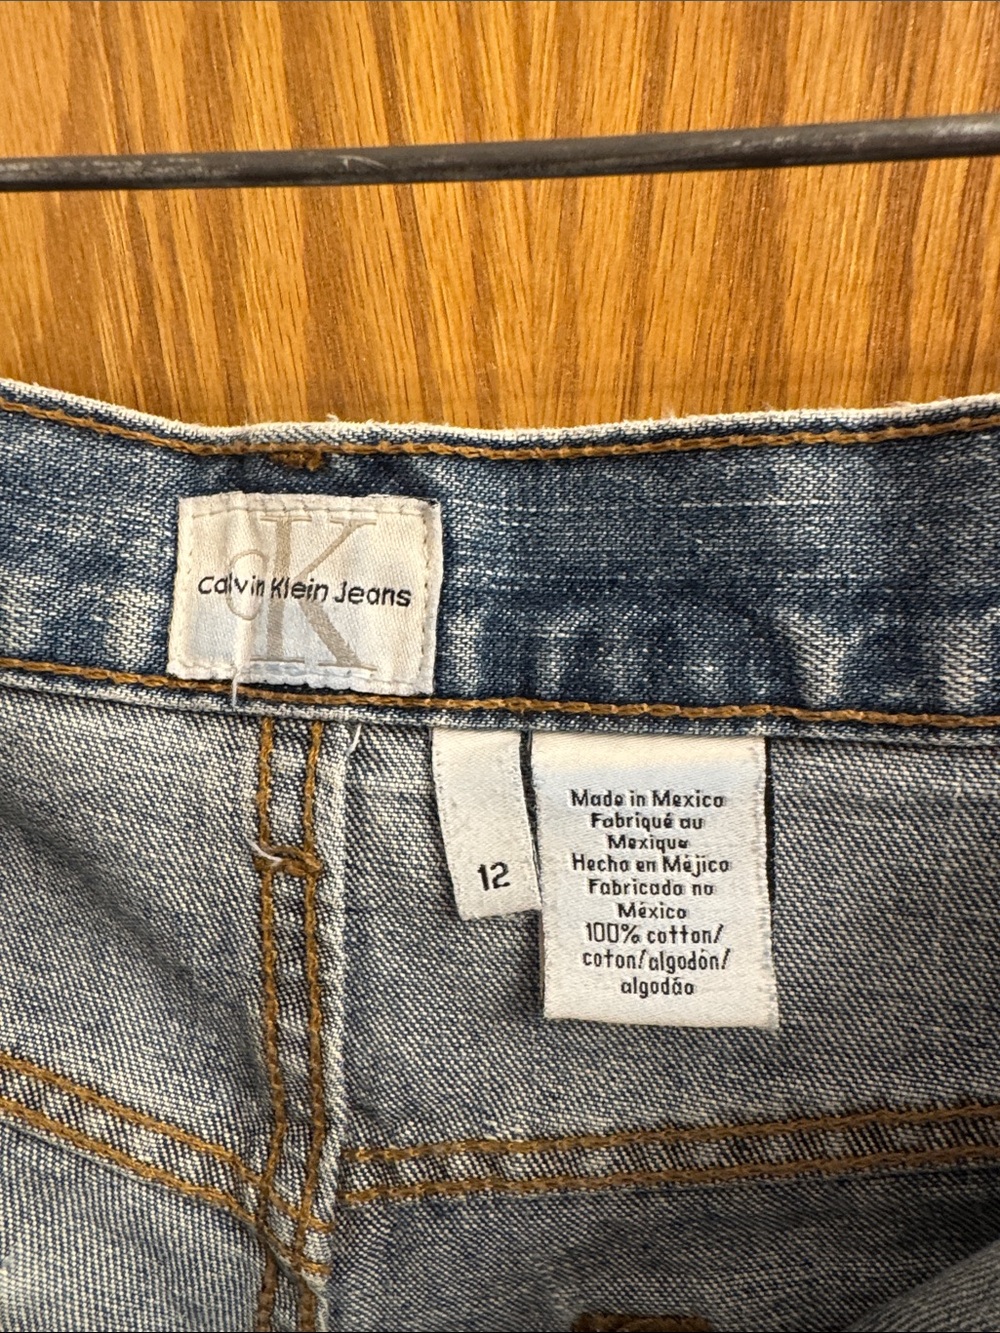 cK
Calvin Klein Jeans
12
Made in Mexico
Fabriqué au
Mexique
Hecho en Méjico
Fabricado no
México
100% cotton/
coton/algodón/
algodão